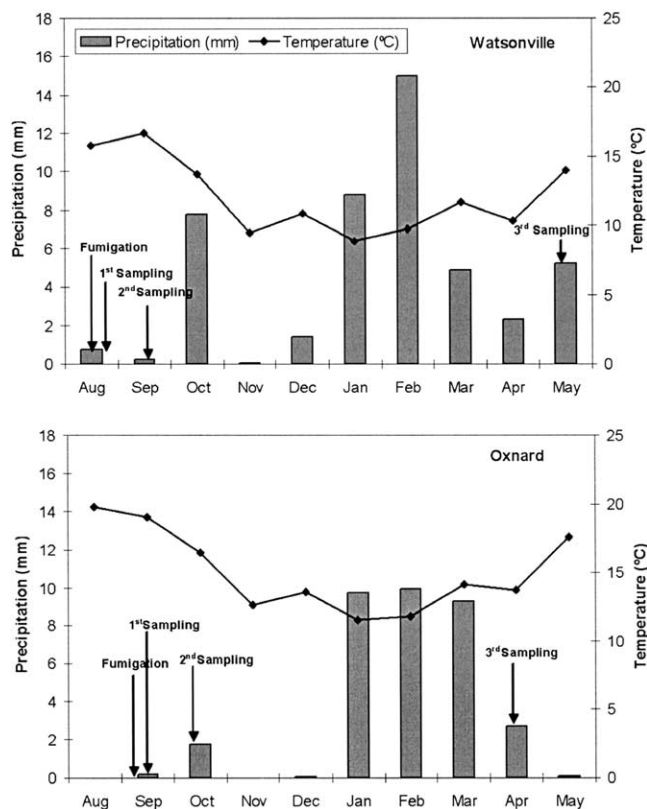 Precipitation (mm) Temperature (ºC)
Watsonville
Precipitation (mm)
18
16
14
12
10
8
6
4
2
0
Temperature (ºC)
25
20
15
10
5
0
Fumigation
1st Sampling
2nd Sampling
3rd Sampling
Aug Sep Oct Nov Dec Jan Feb Mar Apr May
Oxnard
Precipitation (mm)
18
16
14
12
10
8
6
4
2
0
Temperature (ºC)
25
20
15
10
5
0
1st Sampling
Fumigation
2nd Sampling
3rd Sampling
Aug Sep Oct Nov Dec Jan Feb Mar Apr May